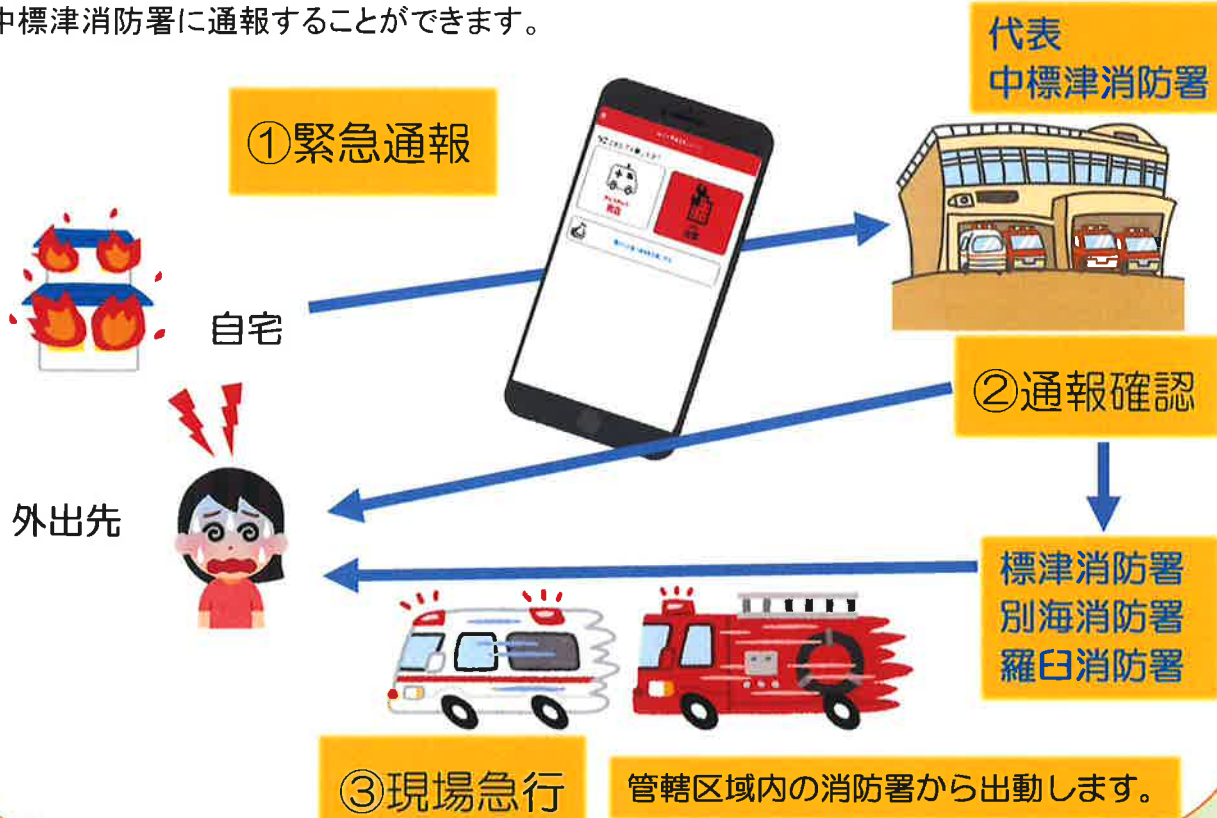 中標津消防署に通報することができます。
代表
中標津消防署
①緊急通報
自宅
②通報確認
外出先
標津消防署
別海消防署
羅臼消防署
③現場急行
管轄区域内の消防署から出動します。